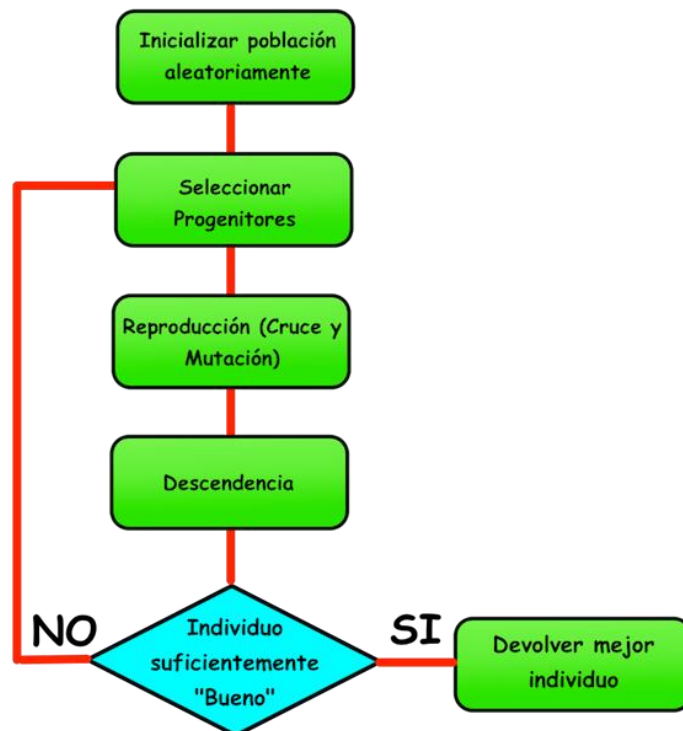 Inicializar población
aleatoriamente
Seleccionar
Progenitores
Reproducción (Cruce y
Mutación)
Descendencia
NO
Individuo
suficientemente
"Bueno"
SI
Devolver mejor
individuo